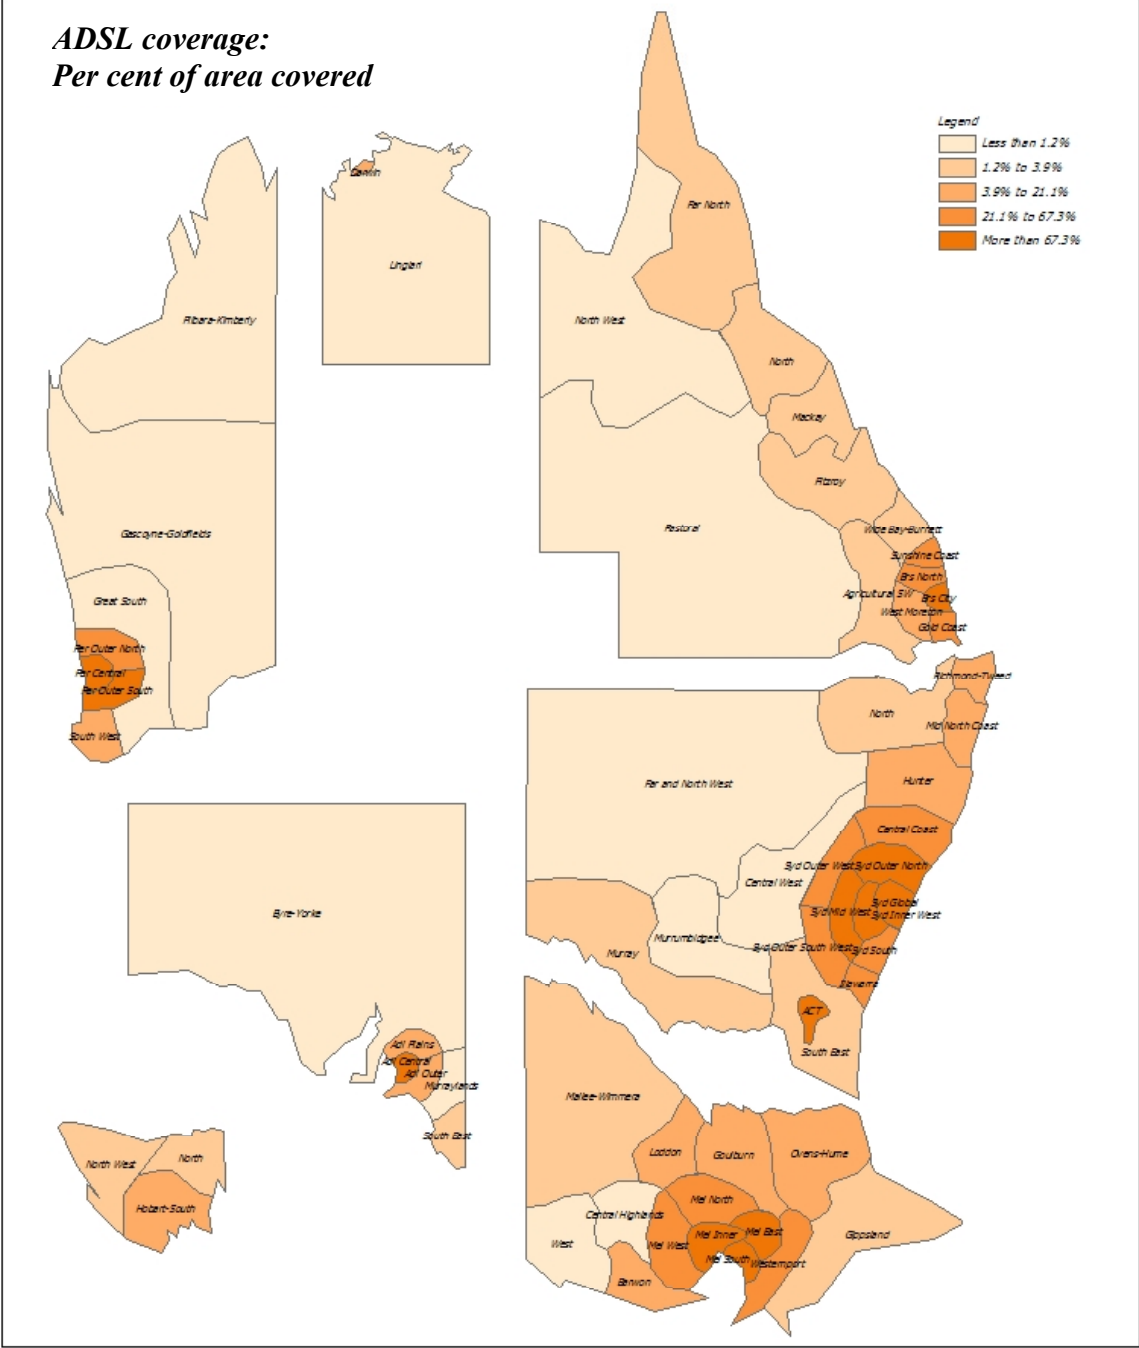 ADSL coverage:
Per cent of area covered
Legend
Less than 1.2%
1.2% to 3.9%
3.9% to 21.1%
21.1% to 67.3%
More than 67.3%
Darwin
Lingiari
Pilbara-Kimberly
Gascoyne-Goldfields
Great South
Per Outer North
Per Central
Per Outer South
South West
Far North
North West
North
Mackay
Fitzroy
Pastoral
Wide Bay-Burnett
Sunshine Coast
Brs North
Agricultural SW
Brs City
West Moreton
Gold Coast
Richmond-Tweed
North
Mid North Coast
Far and North West
Hunter
Central Coast
Syd Outer West
Syd Outer North
Central West
Syd Global
Syd Mid West
Syd Inner West
Murrumbidgee
Syd Outer South West
Syd South
Murray
Illawarra
ACT
South East
Eyre-Yorke
Adl Plains
Adl Central
Adl Outer
Murraylands
South East
North West
North
Hobart-South
Mallee-Wimmera
Loddon
Goulburn
Ovens-Hume
Mel North
Central Highlands
Mel West
Mel Inner
Mel East
Gippsland
West
Mel South
Westernport
Barwon